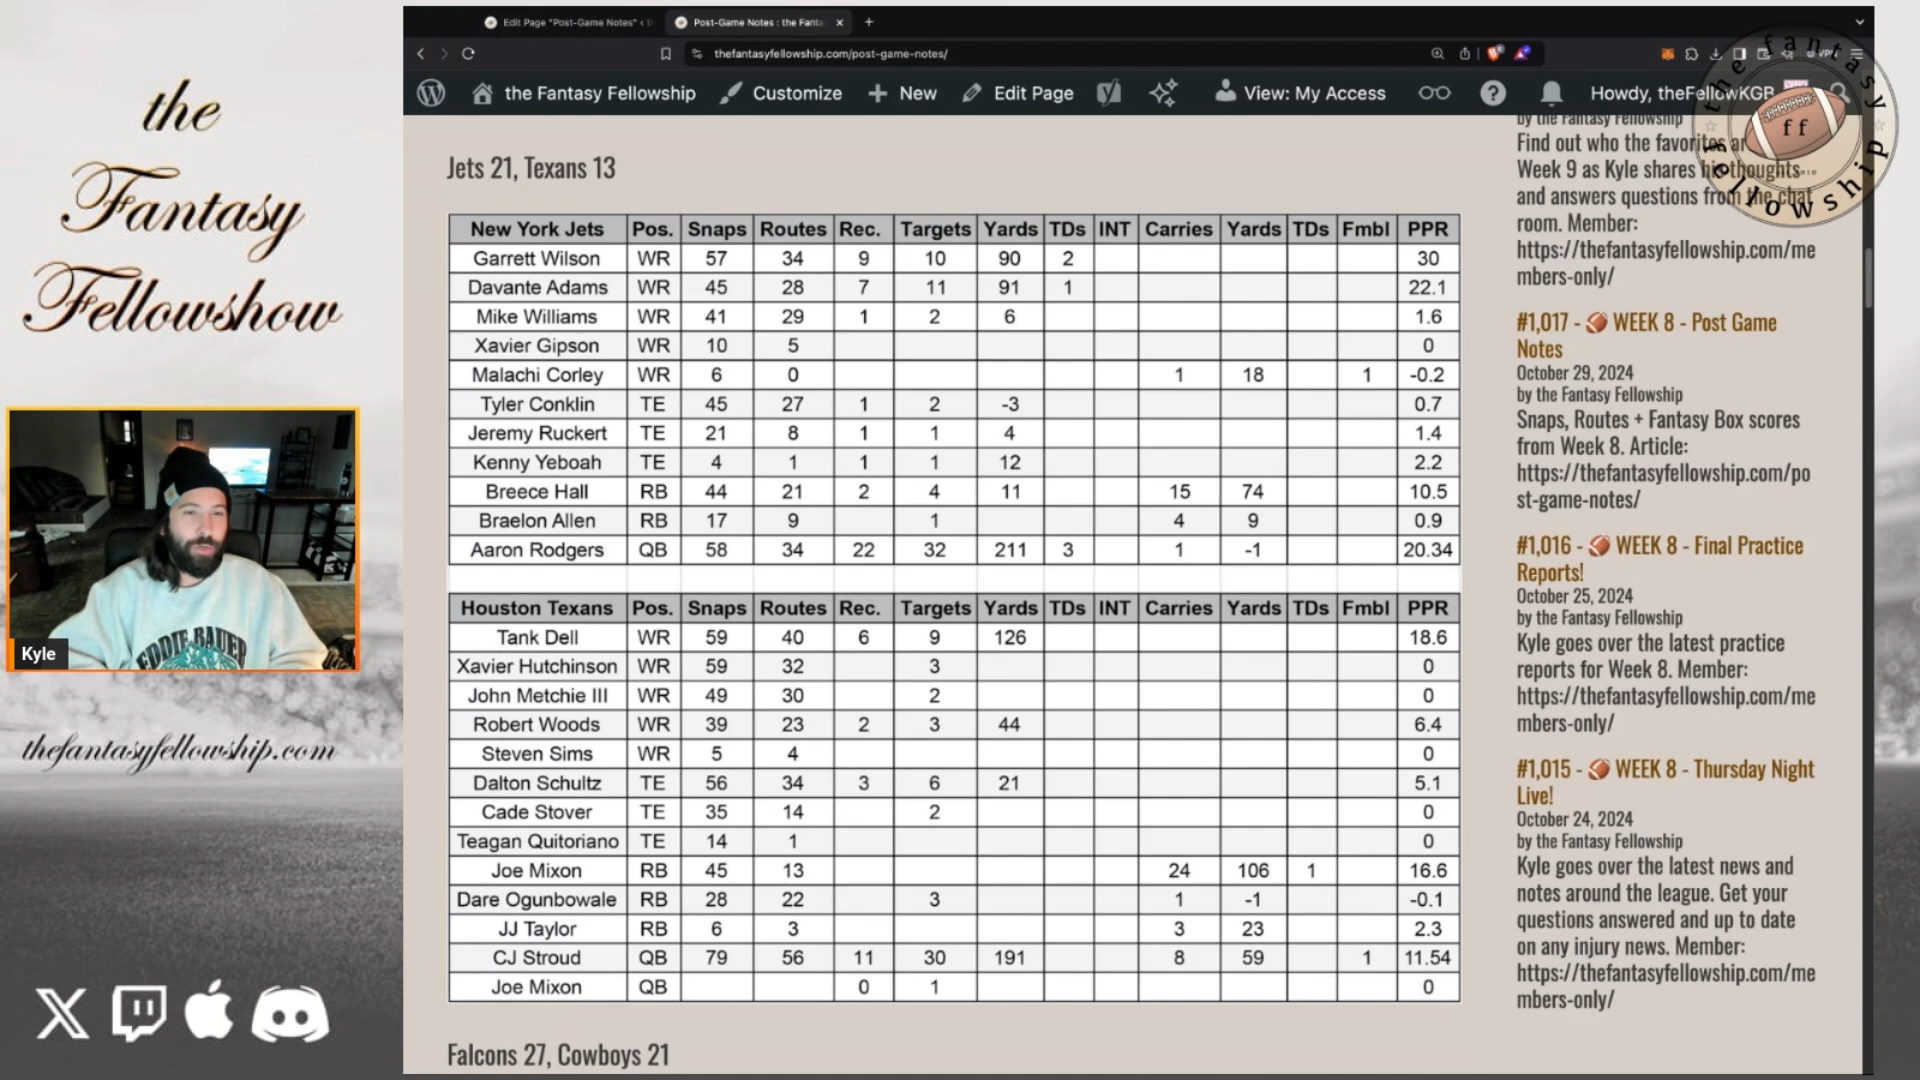 the
Fantasy
Fellowshow
Kyle
thefantasyfellowship.com
Edit Page "Post-Game Notes" ‹ t
Post-Game Notes : the Fanta
thefantasyfellowship.com/post-game-notes/
VPN
the Fantasy Fellowship Customize New Edit Page View: My Access Howdy, theFellowKGB
the fantasy fellowship
ff
Jets 21, Texans 13
New York Jets Pos. Snaps Routes Rec. Targets Yards TDs INT Carries Yards TDs Fmbl PPR
Garrett Wilson WR 57 34 9 10 90 2 30
Davante Adams WR 45 28 7 11 91 1 22.1
Mike Williams WR 41 29 1 2 6 1.6
Xavier Gipson WR 10 5 0
Malachi Corley WR 6 0 1 18 1 -0.2
Tyler Conklin TE 45 27 1 2 -3 0.7
Jeremy Ruckert TE 21 8 1 1 4 1.4
Kenny Yeboah TE 4 1 1 1 12 2.2
Breece Hall RB 44 21 2 4 11 15 74 10.5
Braelon Allen RB 17 9 1 4 9 0.9
Aaron Rodgers QB 58 34 22 32 211 3 1 -1 20.34
Houston Texans Pos. Snaps Routes Rec. Targets Yards TDs INT Carries Yards TDs Fmbl PPR
Tank Dell WR 59 40 6 9 126 18.6
Xavier Hutchinson WR 59 32 3 0
John Metchie III WR 49 30 2 0
Robert Woods WR 39 23 2 3 44 6.4
Steven Sims WR 5 4 0
Dalton Schultz TE 56 34 3 6 21 5.1
Cade Stover TE 35 14 2 0
Teagan Quitoriano TE 14 1 0
Joe Mixon RB 45 13 24 106 1 16.6
Dare Ogunbowale RB 28 22 3 1 -1 -0.1
JJ Taylor RB 6 3 3 23 2.3
CJ Stroud QB 79 56 11 30 191 8 59 1 11.54
Joe Mixon QB 0 1 0
Falcons 27, Cowboys 21
by the Fantasy Fellowship
Find out who the favorites ar
Week 9 as Kyle shares his thoughts
and answers questions from the chat
room. Member:
https://thefantasyfellowship.com/me
mbers-only/
#1,017 - 🏈 WEEK 8 - Post Game
Notes
October 29, 2024
by the Fantasy Fellowship
Snaps, Routes + Fantasy Box scores
from Week 8. Article:
https://thefantasyfellowship.com/po
st-game-notes/
#1,016 - 🏈 WEEK 8 - Final Practice
Reports!
October 25, 2024
by the Fantasy Fellowship
Kyle goes over the latest practice
reports for Week 8. Member:
https://thefantasyfellowship.com/me
mbers-only/
#1,015 - 🏈 WEEK 8 - Thursday Night
Live!
October 24, 2024
by the Fantasy Fellowship
Kyle goes over the latest news and
notes around the league. Get your
questions answered and up to date
on any injury news. Member:
https://thefantasyfellowship.com/me
mbers-only/
EDDIE BAUER